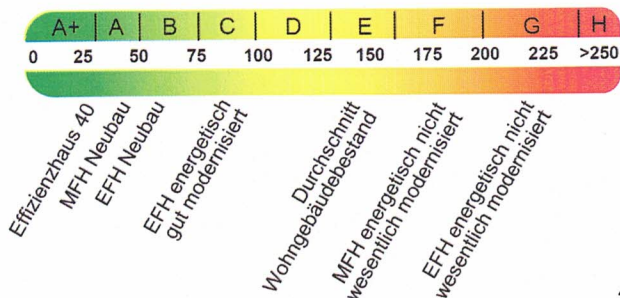 A+ A B C D E F G H
0 25 50 75 100 125 150 175 200 225 >250
Effizienzhaus 40
MFH Neubau
EFH Neubau
EFH energetisch
gut modernisiert
Durchschnitt
Wohngebäudebestand
MFH energetisch nicht
wesentlich modernisiert
EFH energetisch nicht
wesentlich modernisiert